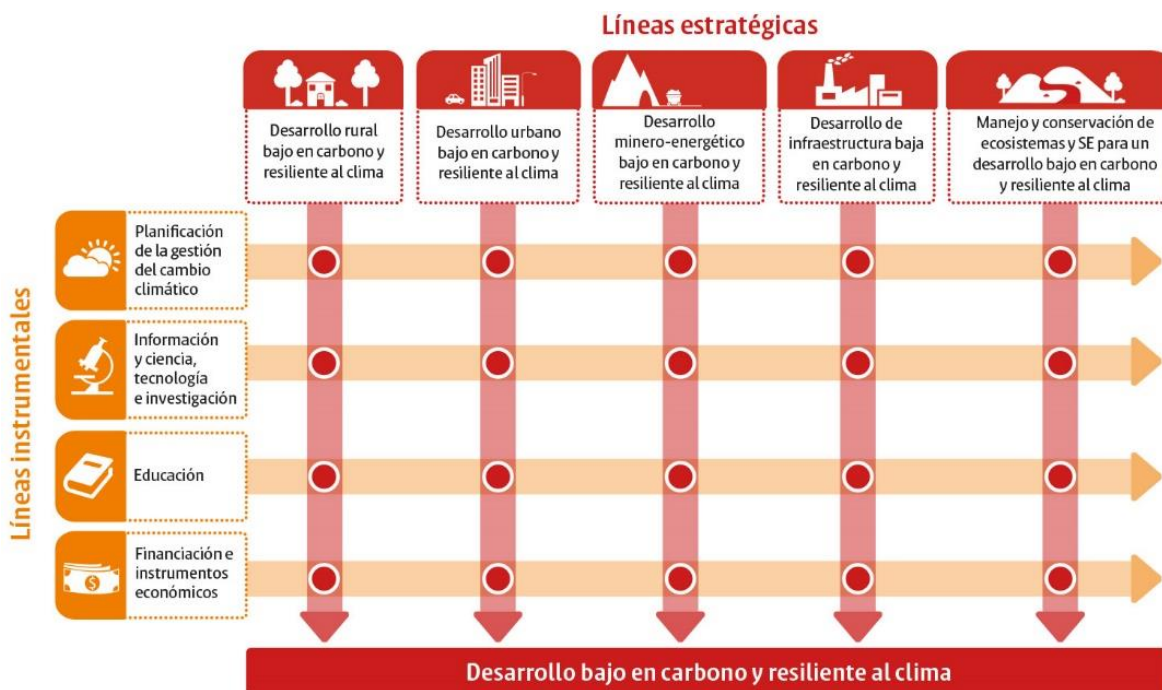 Líneas estratégicas
Desarrollo rural
bajo en carbono y
resiliente al clima
Desarrollo urbano
bajo en carbono y
resiliente al clima
Desarrollo
minero-energético
bajo en carbono y
resiliente al clima
Desarrollo de
infraestructura baja
en carbono y
resiliente al clima
Manejo y conservación de
ecosistemas y SE para un
desarrollo bajo en carbono
y resiliente al clima
Líneas instrumentales
Planificación
de la gestión
del cambio
climático
Información
y ciencia,
tecnología
e investigación
Educación
$
Financiación e
instrumentos
económicos
Desarrollo bajo en carbono y resiliente al clima